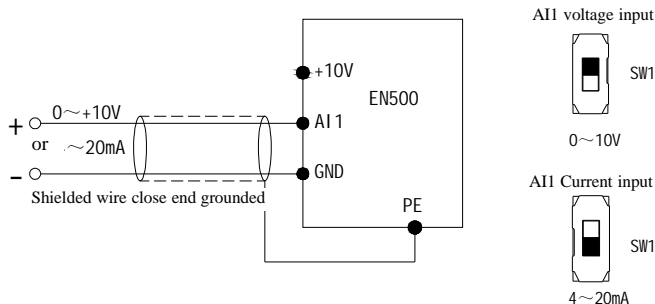 AI1 voltage input
+10V
SW1
EN500
0～+10V
+ AI1
or ～20mA
0～10V
- GND
AI1 Current input
Shielded wire close end grounded
PE
SW1
4～20mA